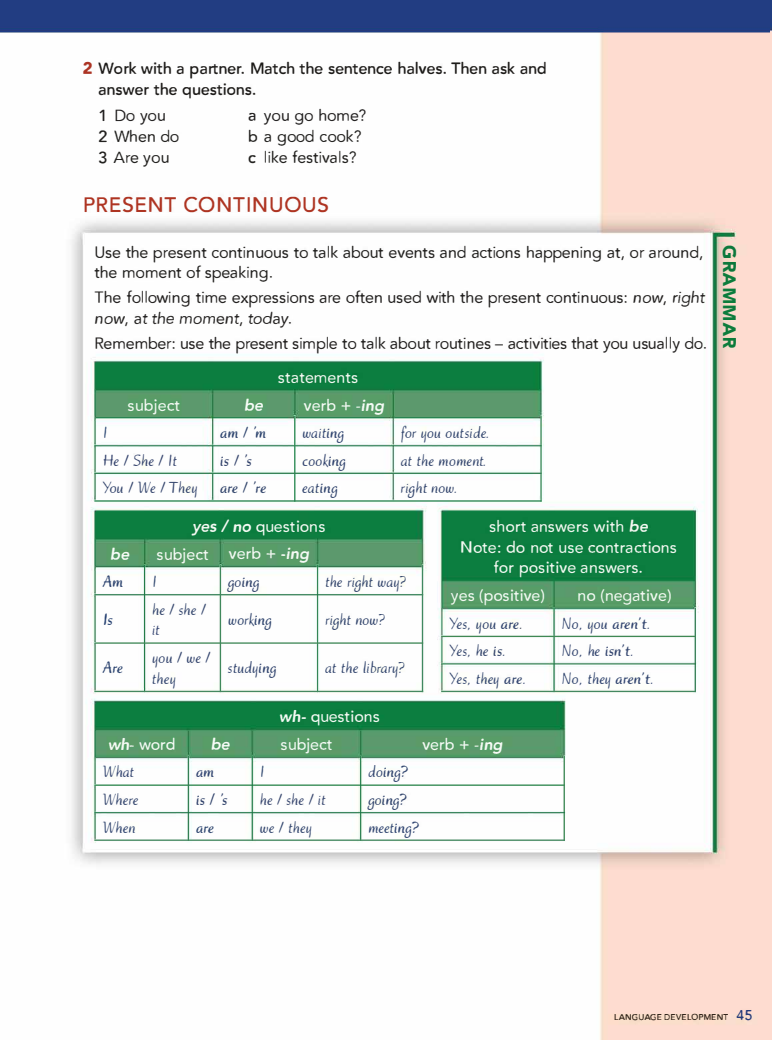 2 Work with a partner. Match the sentence halves. Then ask and
answer the questions.
1 Do you a you go home?
2 When do b a good cook?
3 Are you c like festivals?
PRESENT CONTINUOUS
GRAMMAR
Use the present continuous to talk about events and actions happening at, or around,
the moment of speaking.
The following time expressions are often used with the present continuous: now, right
now, at the moment, today.
Remember: use the present simple to talk about routines – activities that you usually do.
statements
subject be verb + -ing
I am / 'm waiting for you outside.
He / She / It is / 's cooking at the moment.
You / We / They are / 're eating right now.
yes / no questions
be subject verb + -ing
Am I going the right way?
Is he / she / it working right now?
Are you / we / they studying at the library?
short answers with be
Note: do not use contractions
for positive answers.
yes (positive) no (negative)
Yes, you are. No, you aren't.
Yes, he is. No, he isn't.
Yes, they are. No, they aren't.
wh- questions
wh- word be subject verb + -ing
What am I doing?
Where is / 's he / she / it going?
When are we / they meeting?
LANGUAGE DEVELOPMENT 45